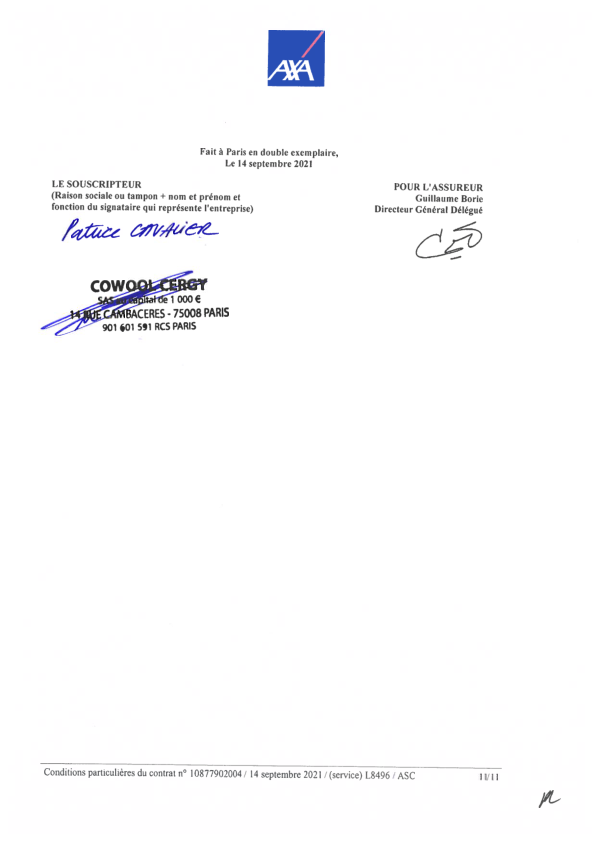 AXA
Fait à Paris en double exemplaire,
Le 14 septembre 2021
LE SOUSCRIPTEUR
(Raison sociale ou tampon + nom et prénom et
fonction du signataire qui représente l'entreprise)
Patrice CAVALIER
POUR L'ASSUREUR
Guillaume Borie
Directeur Général Délégué
COWOOL CERGY
SAS au capital de 1 000 €
14 RUE CAMBACERES - 75008 PARIS
901 601 591 RCS PARIS
Conditions particulières du contrat n° 10877902004 / 14 septembre 2021 / (service) L8496 / ASC
11/11